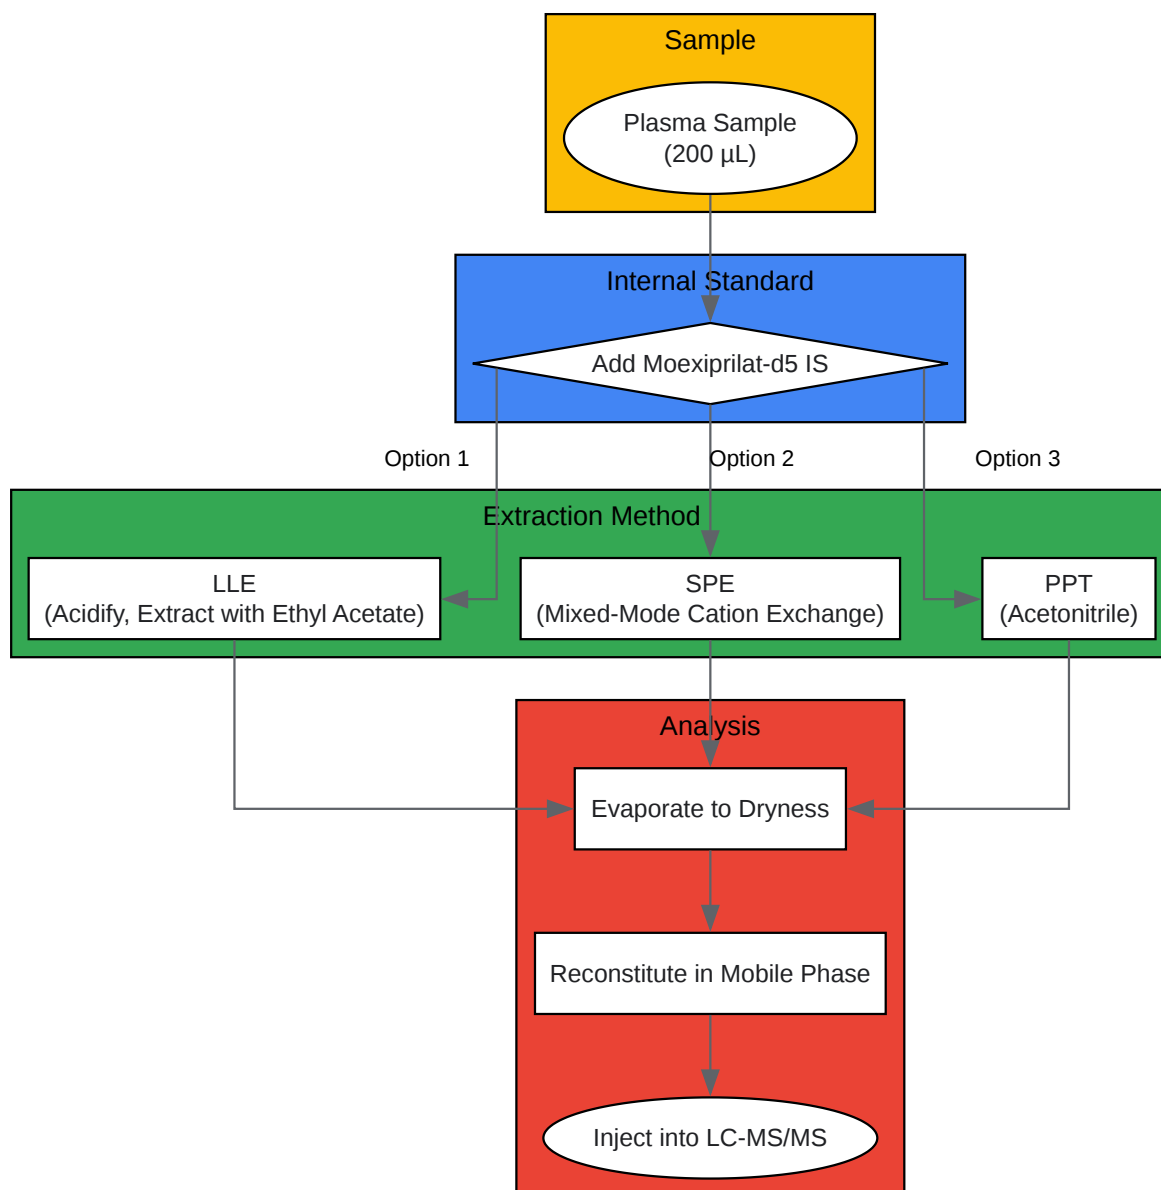 Sample
Plasma Sample
(200 µL)
Internal Standard
Add Moexiprilat-d5 IS
Option 1
Option 2
Option 3
Extraction Method
LLE
(Acidify, Extract with Ethyl Acetate)
SPE
(Mixed-Mode Cation Exchange)
PPT
(Acetonitrile)
Analysis
Evaporate to Dryness
Reconstitute in Mobile Phase
Inject into LC-MS/MS